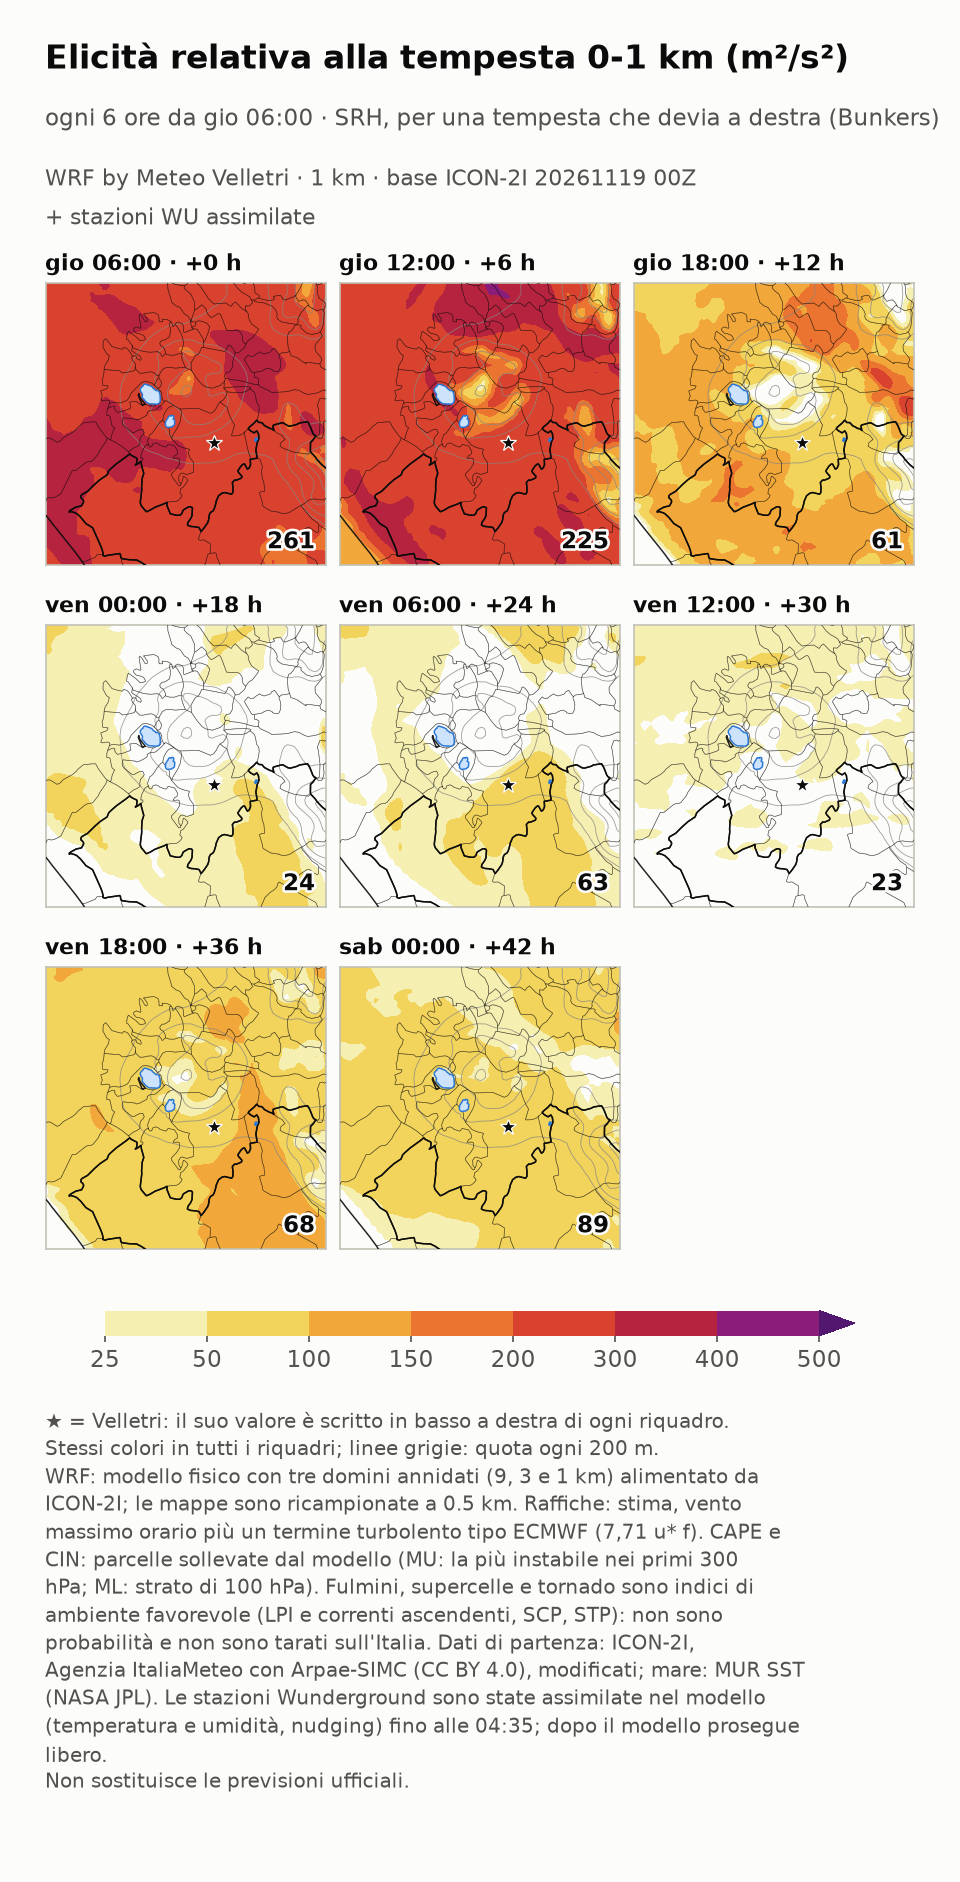 Elicità relativa alla tempesta 0-1 km (m²/s²)
ogni 6 ore da gio 06:00 · SRH, per una tempesta che devia a destra (Bunkers)
WRF by Meteo Velletri · 1 km · base ICON-2I 20261119 00Z
+ stazioni WU assimilate
gio 06:00 · +0 h
gio 12:00 · +6 h
gio 18:00 · +12 h
261
225
61
ven 00:00 · +18 h
ven 06:00 · +24 h
ven 12:00 · +30 h
24
63
23
ven 18:00 · +36 h
sab 00:00 · +42 h
68
89
25 50 100 150 200 300 400 500
★ = Velletri: il suo valore è scritto in basso a destra di ogni riquadro.
Stessi colori in tutti i riquadri; linee grigie: quota ogni 200 m.
WRF: modello fisico con tre domini annidati (9, 3 e 1 km) alimentato da
ICON-2I; le mappe sono ricampionate a 0.5 km. Raffiche: stima, vento
massimo orario più un termine turbolento tipo ECMWF (7,71 u* f). CAPE e
CIN: parcelle sollevate dal modello (MU: la più instabile nei primi 300
hPa; ML: strato di 100 hPa). Fulmini, supercelle e tornado sono indici di
ambiente favorevole (LPI e correnti ascendenti, SCP, STP): non sono
probabilità e non sono tarati sull'Italia. Dati di partenza: ICON-2I,
Agenzia ItaliaMeteo con Arpae-SIMC (CC BY 4.0), modificati; mare: MUR SST
(NASA JPL). Le stazioni Wunderground sono state assimilate nel modello
(temperatura e umidità, nudging) fino alle 04:35; dopo il modello prosegue
libero.
Non sostituisce le previsioni ufficiali.